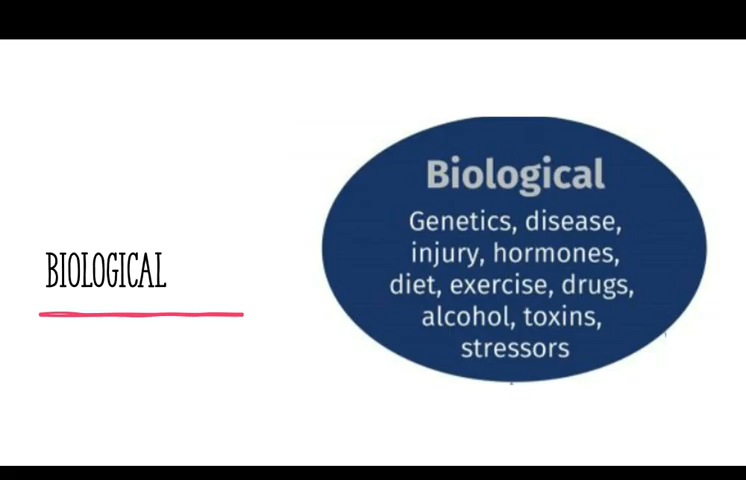 BIOLOGICAL
Biological
Genetics, disease,
injury, hormones,
diet, exercise, drugs,
alcohol, toxins,
stressors